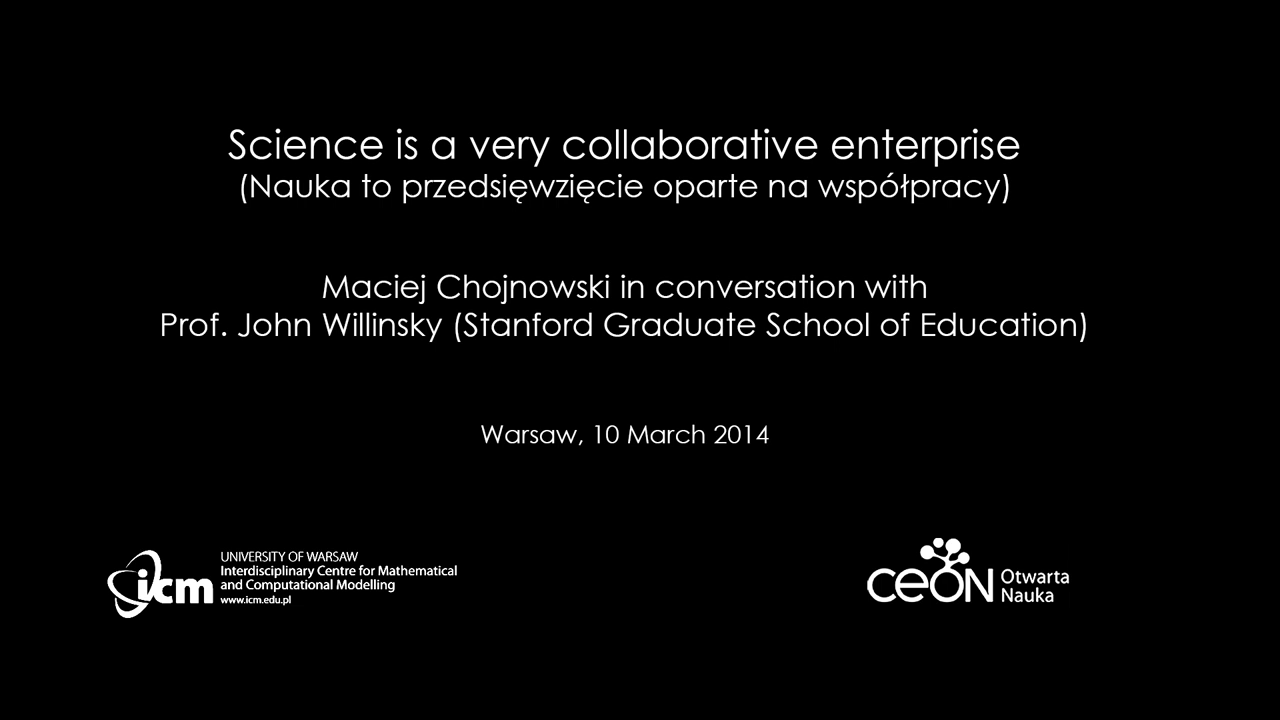 Science is a very collaborative enterprise
(Nauka to przedsięwzięcie oparte na współpracy)
Maciej Chojnowski in conversation with
Prof. John Willinsky (Stanford Graduate School of Education)
Warsaw, 10 March 2014
icm
UNIVERSITY OF WARSAW
Interdisciplinary Centre for Mathematical
and Computational Modelling
www.icm.edu.pl
CeON
Otwarta
Nauka